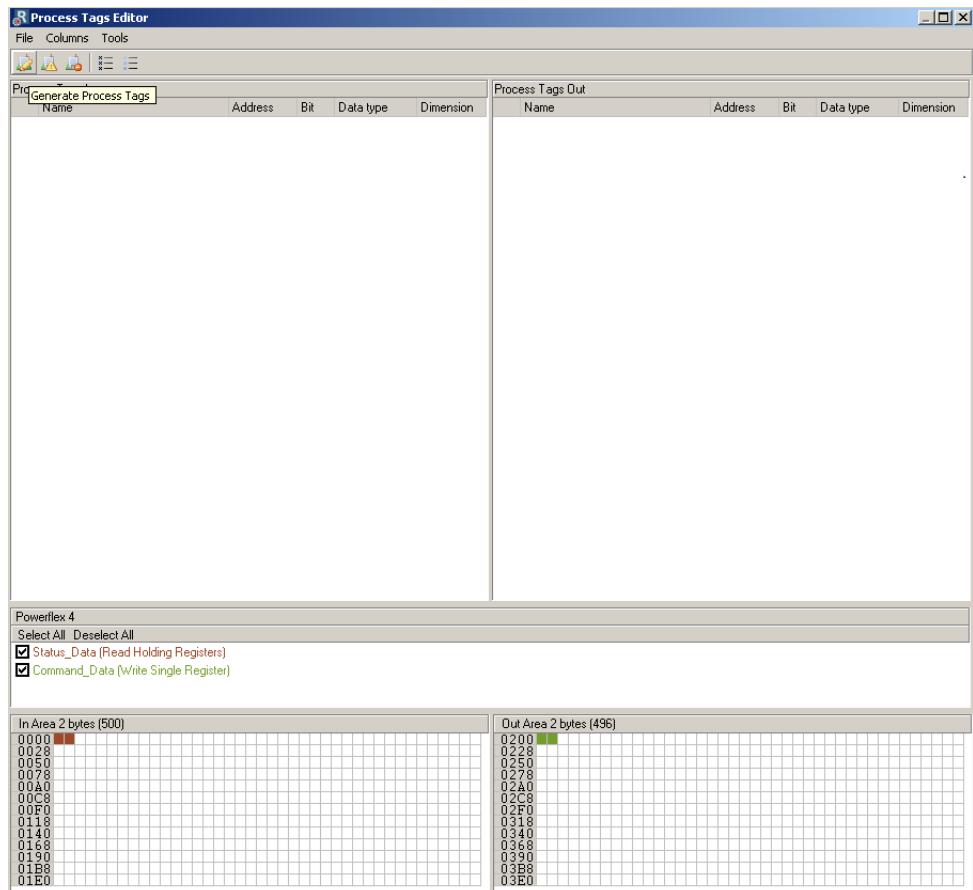 Process Tags Editor
File Columns Tools
Generate Process Tags
Process Tags Out
Name Address Bit Data type Dimension
Name Address Bit Data type Dimension
Powerflex 4
Select All Deselect All
Status_Data (Read Holding Registers)
Command_Data (Write Single Register)
In Area 2 bytes (500)
Out Area 2 bytes (496)
0000
0028
0050
0078
00A0
00C8
00F0
0118
0140
0168
0190
01B8
01E0
0200
0228
0250
0278
02A0
02C8
02F0
0318
0340
0368
0390
03B8
03E0